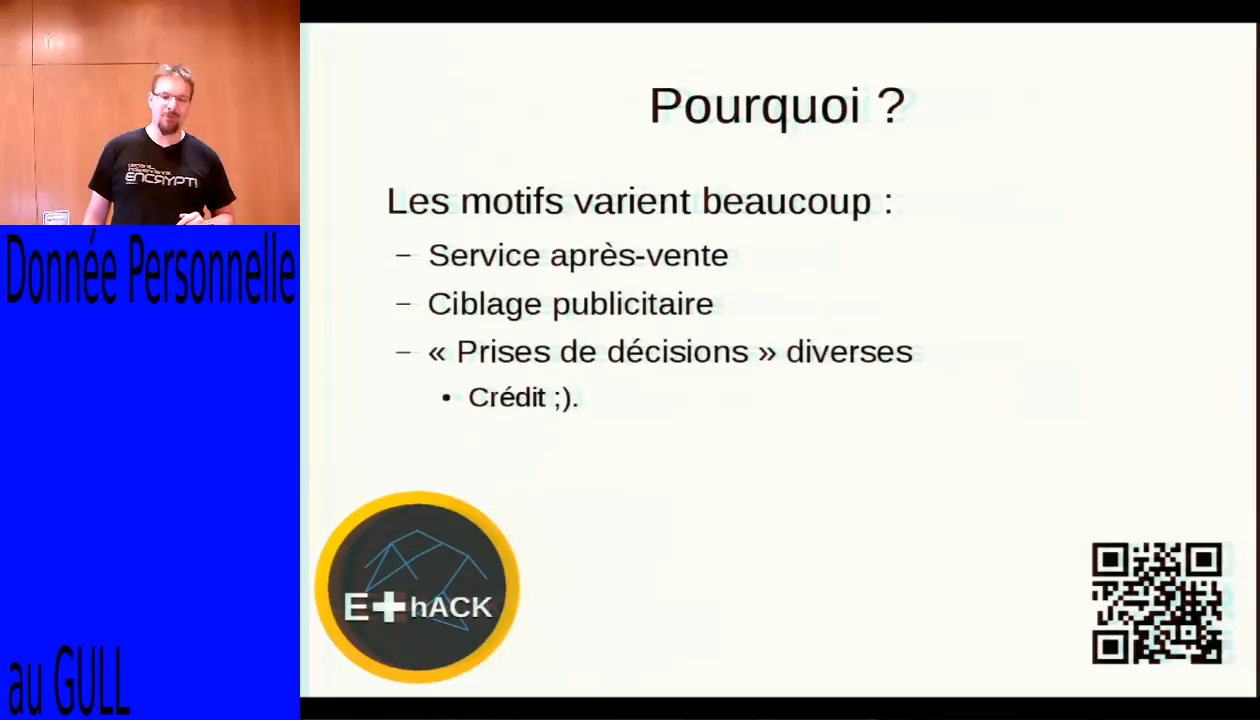 ENCRYPT
Donnée Personnelle
au GULL
Pourquoi ?
Les motifs varient beaucoup :
– Service après-vente
– Ciblage publicitaire
– « Prises de décisions » diverses
• Crédit ;).
E+hACK